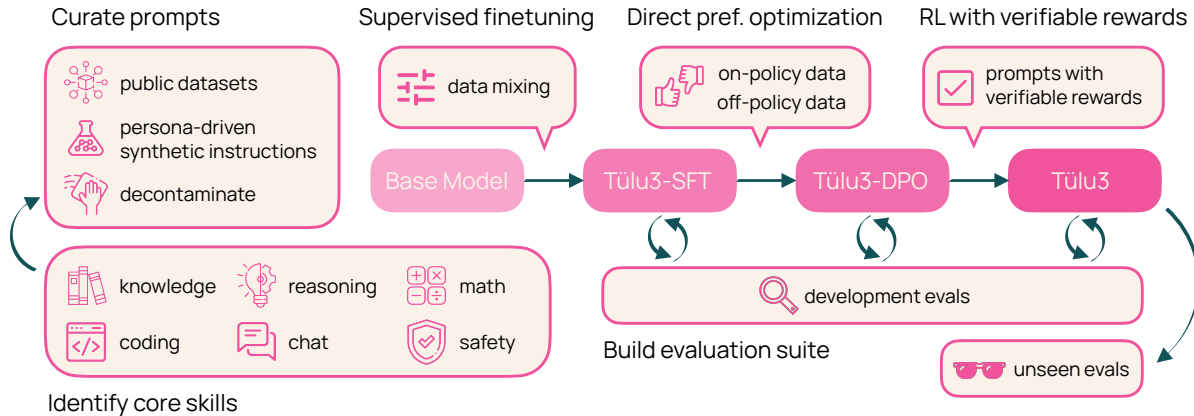 Curate prompts
public datasets
persona-driven
synthetic instructions
decontaminate
knowledge
reasoning
math
coding
chat
safety
Identify core skills
Supervised finetuning
data mixing
Direct pref. optimization
on-policy data
off-policy data
RL with verifiable rewards
prompts with
verifiable rewards
Base Model
Tülu3-SFT
Tülu3-DPO
Tülu3
development evals
Build evaluation suite
unseen evals